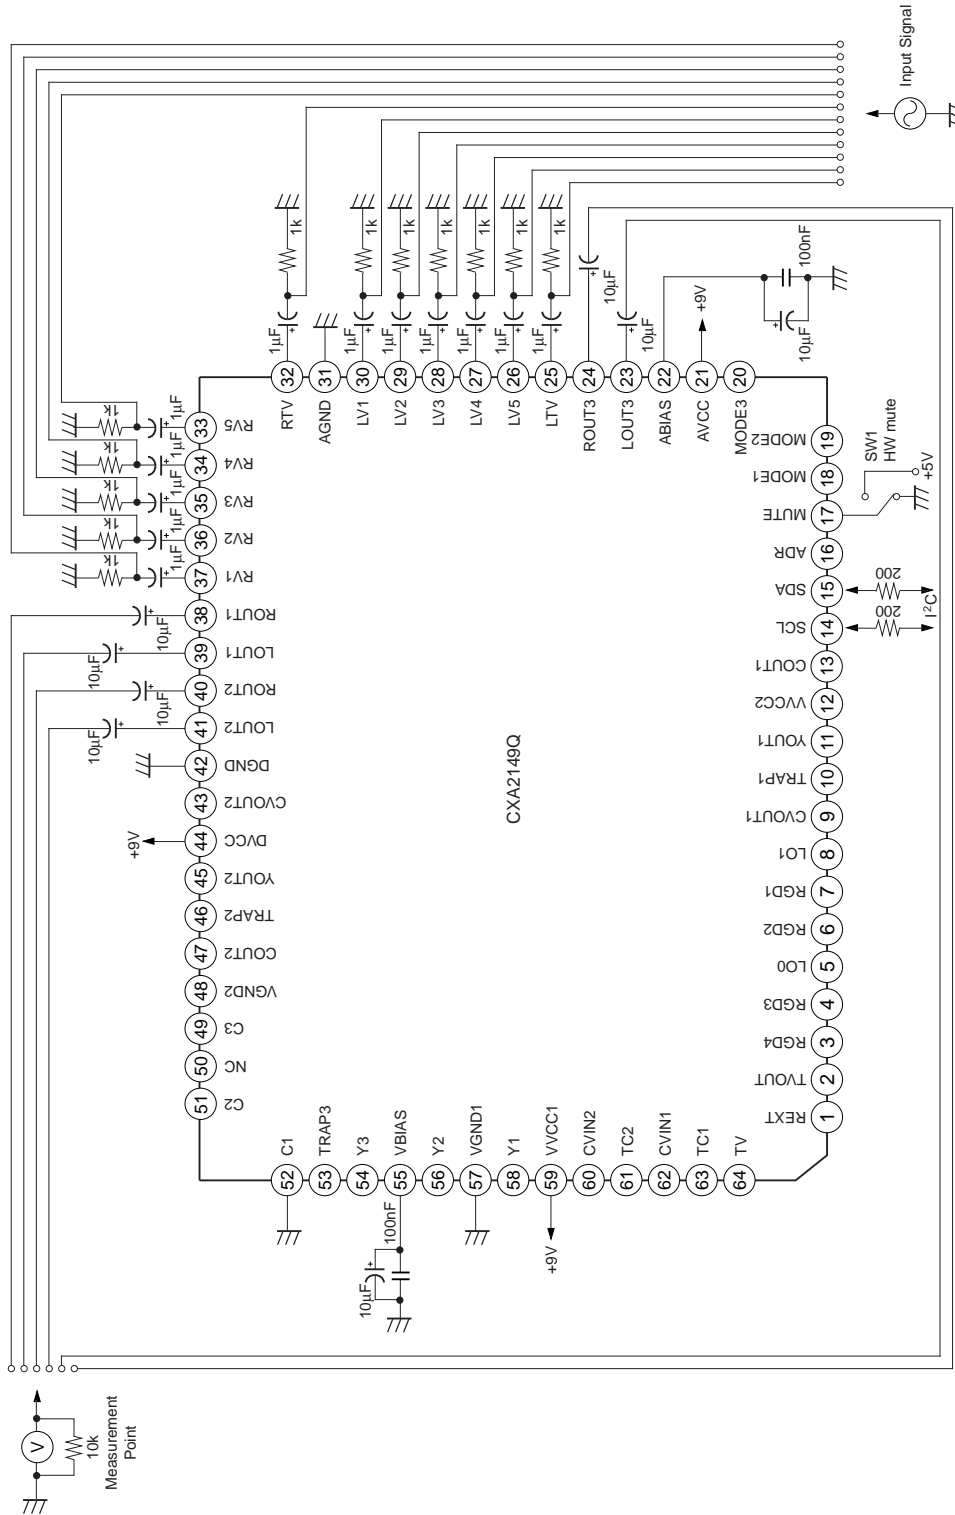 Input Signal
1k
1k
1k
1k
1k
1k
1k
1µF
1µF
1µF
1µF
1µF
1µF
1µF
10µF
10µF
100nF
10µF
+9V
32
31
30
29
28
27
26
25
24
23
22
21
20
RTV
AGND
LV1
LV2
LV3
LV4
LV5
LTV
ROUT3
LOUT3
ABIAS
AVCC
MODE3
1k
1k
1k
1k
1k
1µF
1µF
1µF
1µF
1µF
10µF
10µF
10µF
10µF
+9V
33 RV5
34 RV4
35 RV3
36 RV2
37 RV1
38 ROUT1
39 LOUT1
40 ROUT2
41 LOUT2
42 DGND
43 CVOUT2
44 DVCC
45 YOUT2
46 TRAP2
47 COUT2
48 VGND2
49 C3
50 NC
51 C2
CXA2149Q
MODE2 19
MODE1 18
MUTE 17
ADR 16
SDA 15
SCL 14
COUT1 13
VVCC2 12
YOUT1 11
TRAP1 10
CVOUT1 9
LO1 8
RGD1 7
RGD2 6
LO0 5
RGD3 4
RGD4 3
TVOUT 2
REXT 1
SW1
HW mute
+5V
200
200
I²C
C1
TRAP3
Y3
VBIAS
Y2
VGND1
Y1
VVCC1
CVIN2
TC2
CVIN1
TC1
TV
52
53
54
55
56
57
58
59
60
61
62
63
64
100nF
10µF
+9V
V
10k
Measurement
Point